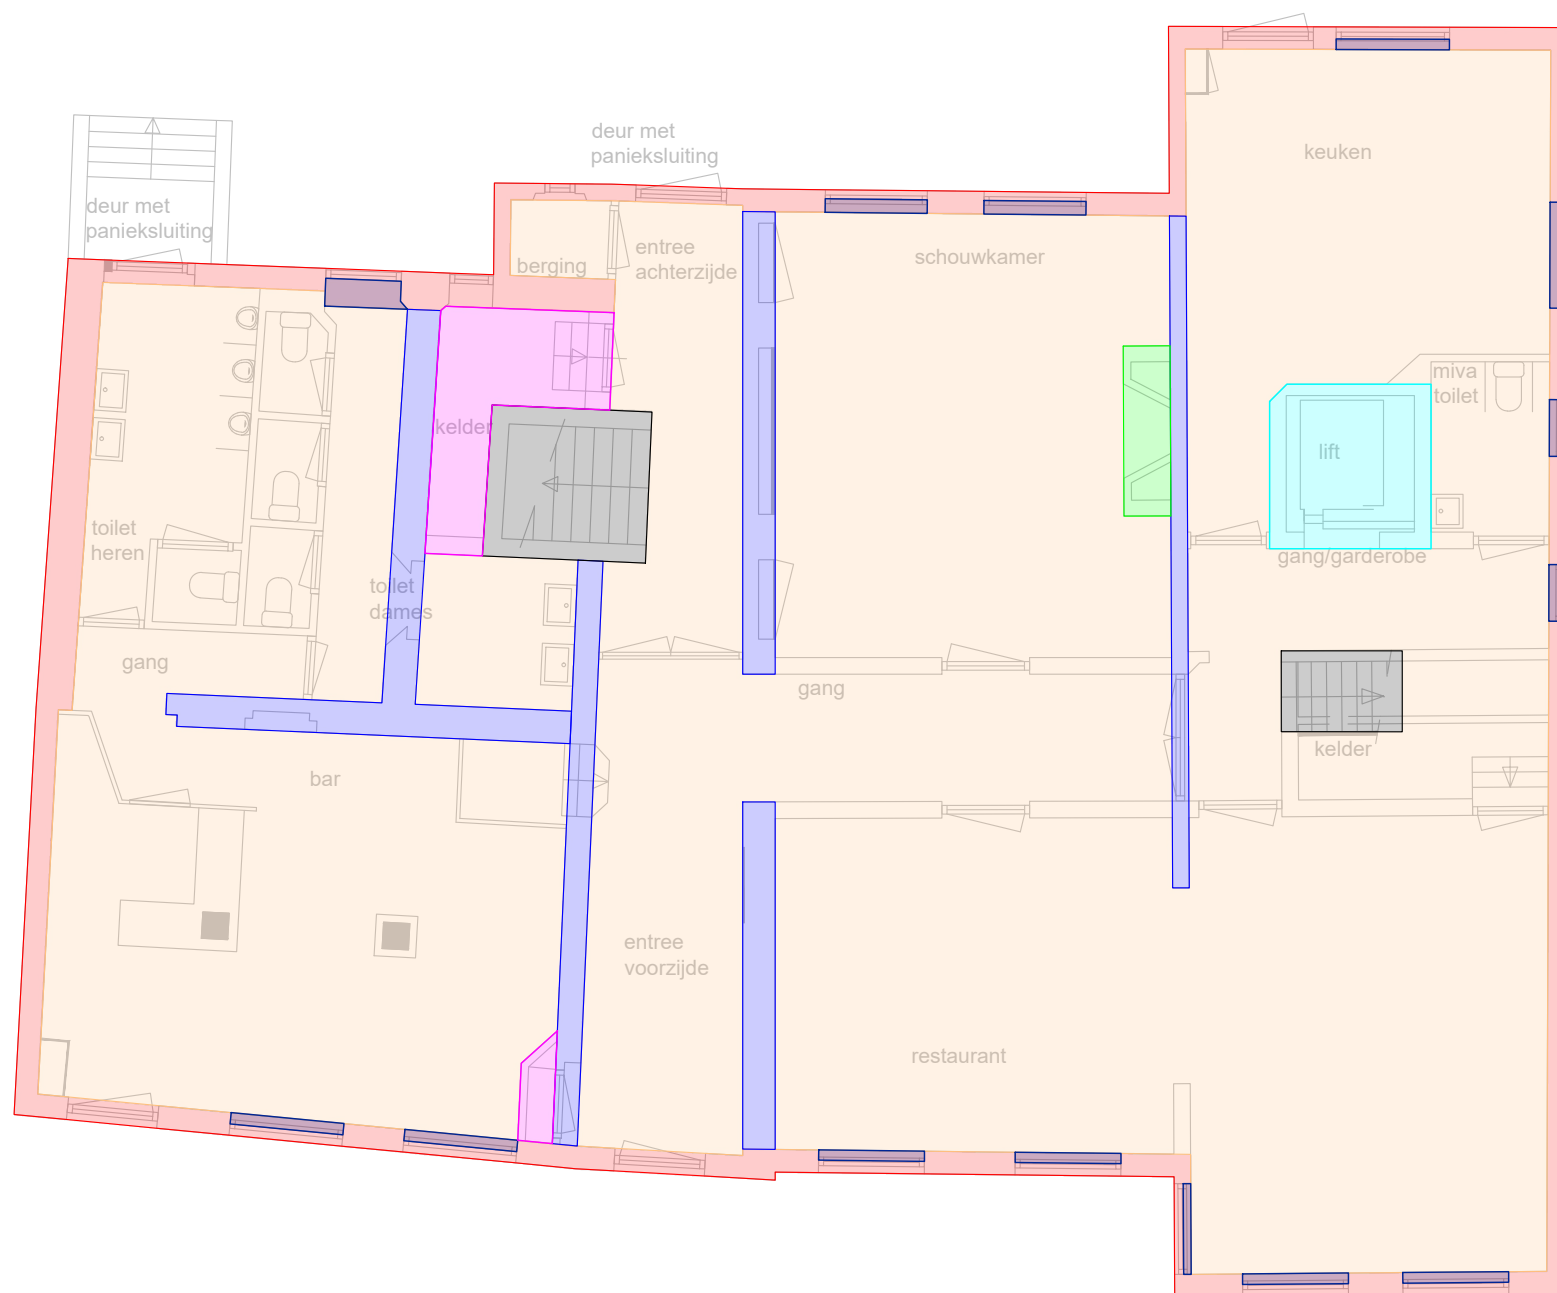 deur met
panieksluiting
keuken
deur met
panieksluiting
entree
achterzijde
berging
schouwkamer
miva
toilet
kelder
lift
toilet
heren
gang/garderobe
toilet
dames
gang
gang
kelder
bar
entree
voorzijde
restaurant